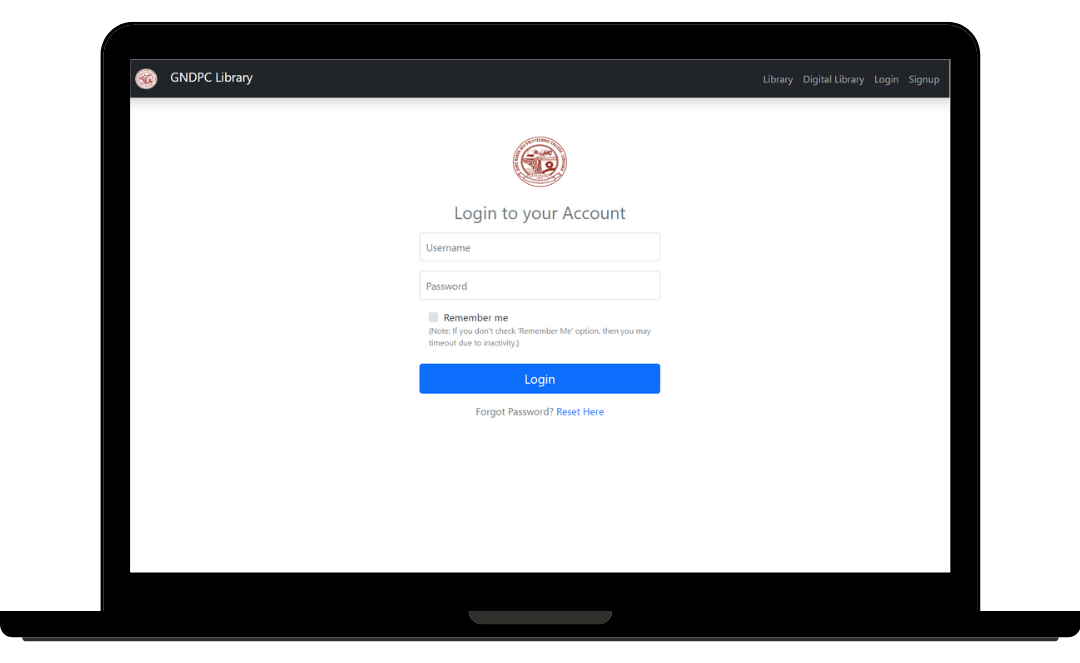 GNDPC Library
Library
Digital Library
Login
Signup
Login to your Account
Username
Password
Remember me
(Note: If you don't check 'Remember Me' option, then you may
timeout due to inactivity.)
Login
Forgot Password? Reset Here